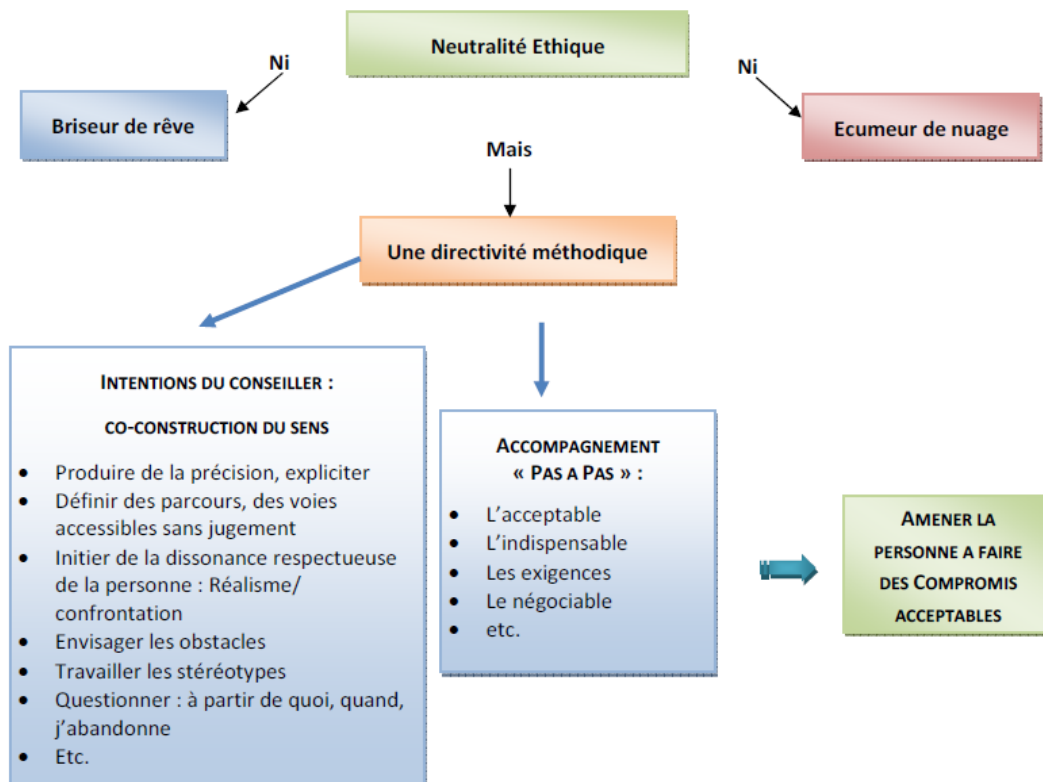 Neutralité Ethique
Ni
Ni
Briseur de rêve
Ecumeur de nuage
Mais
Une directivité méthodique
INTENTIONS DU CONSEILLER :
CO-CONSTRUCTION DU SENS
• Produire de la précision, expliciter
• Définir des parcours, des voies
accessibles sans jugement
• Initier de la dissonance respectueuse
de la personne : Réalisme/
confrontation
• Envisager les obstacles
• Travailler les stéréotypes
• Questionner : à partir de quoi, quand,
j’abandonne
• Etc.
ACCOMPAGNEMENT
« PAS A PAS » :
• L’acceptable
• L’indispensable
• Les exigences
• Le négociable
• etc.
AMENER LA
PERSONNE A FAIRE
DES COMPROMIS
ACCEPTABLES